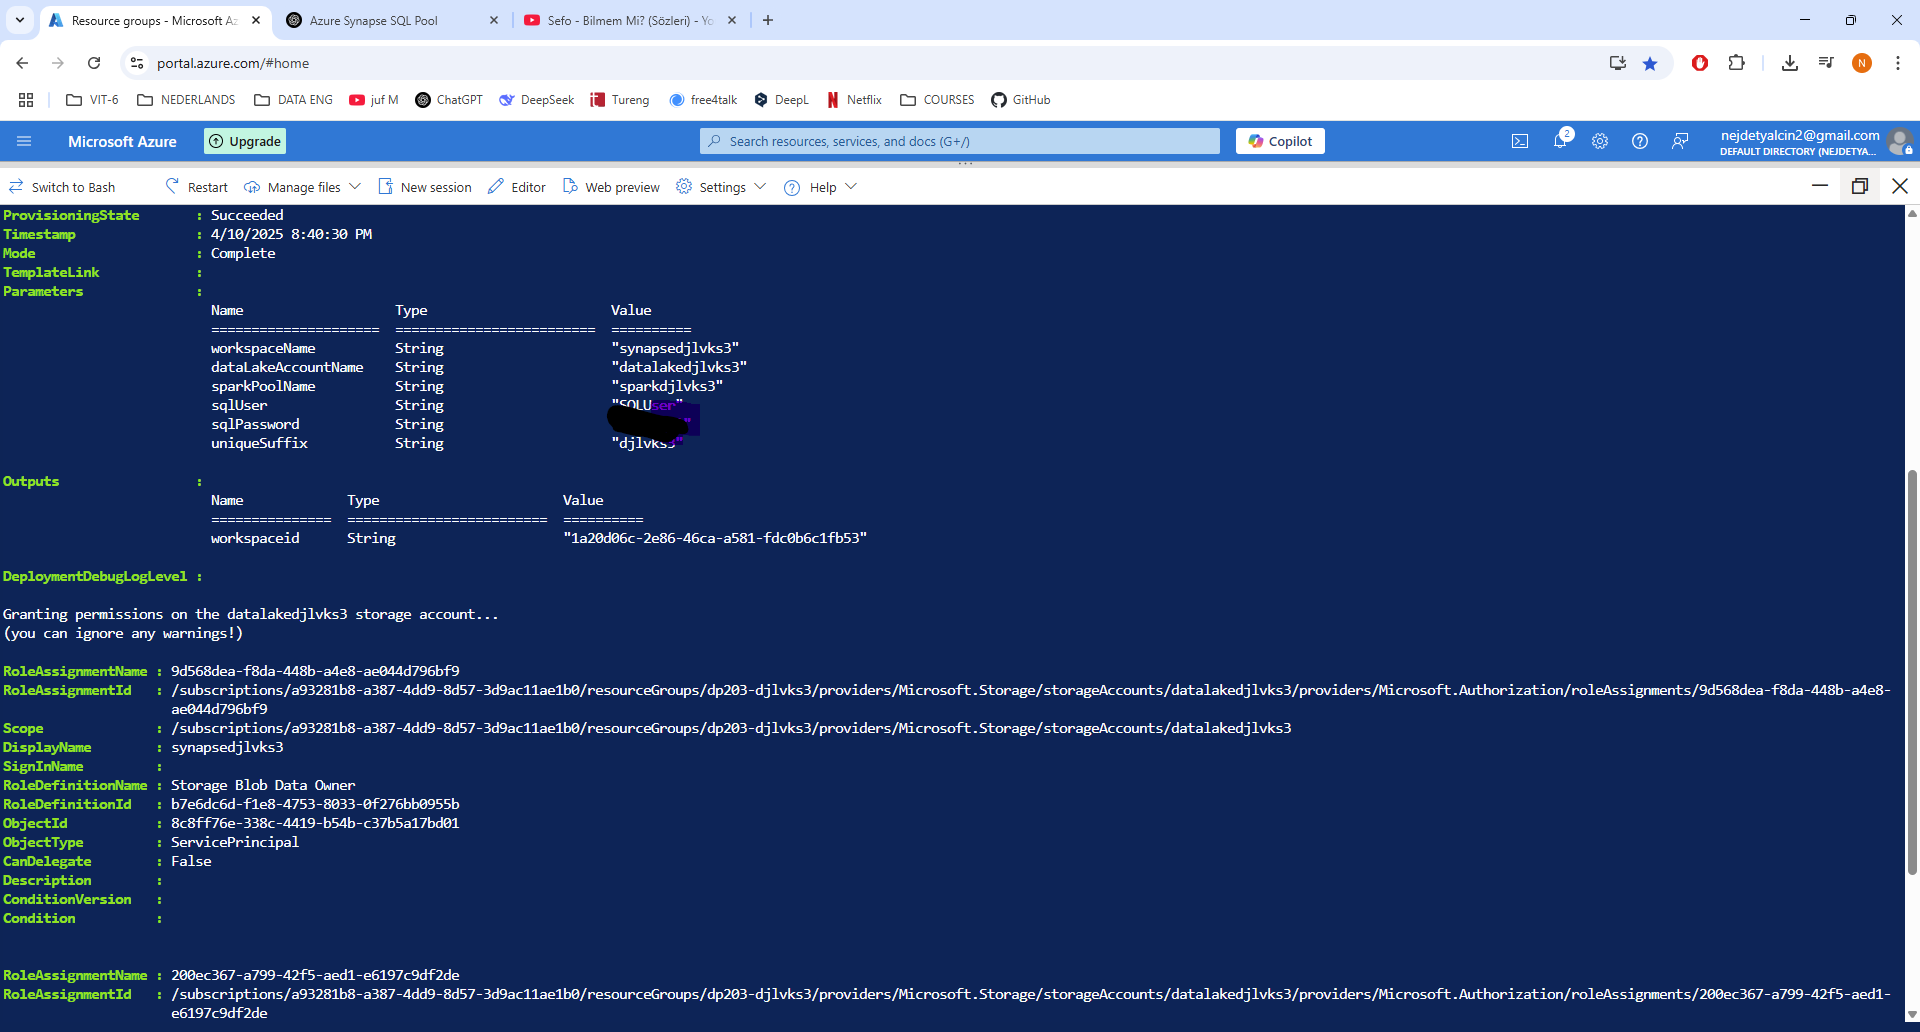 Resource groups - Microsoft Az
Azure Synapse SQL Pool
Sefo - Bilmem Mi? (Sözleri) - Yo
portal.azure.com/#home
N
VIT-6
NEDERLANDS
DATA ENG
juf M
ChatGPT
DeepSeek
Tureng
free4talk
DeepL
Netflix
COURSES
GitHub
Microsoft Azure
Upgrade
Search resources, services, and docs (G+/)
Copilot
2
nejdetyalcin2@gmail.com
DEFAULT DIRECTORY (NEJDETYA...
Switch to Bash
Restart
Manage files
New session
Editor
Web preview
Settings
Help
ProvisioningState : Succeeded
Timestamp : 4/10/2025 8:40:30 PM
Mode : Complete
TemplateLink :
Parameters :
Name Type Value
===================== ========================= ==========
workspaceName String "synapsedjlvks3"
dataLakeAccountName String "datalakedjlvks3"
sparkPoolName String "sparkdjlvks3"
sqlUser String "SQLUser"
sqlPassword String "
uniqueSuffix String "djlvks3"
Outputs :
Name Type Value
=============== ========================= ==========
workspaceid String "1a20d06c-2e86-46ca-a581-fdc0b6c1fb53"
DeploymentDebugLogLevel :
Granting permissions on the datalakedjlvks3 storage account...
(you can ignore any warnings!)
RoleAssignmentName : 9d568dea-f8da-448b-a4e8-ae044d796bf9
RoleAssignmentId : /subscriptions/a93281b8-a387-4dd9-8d57-3d9ac11ae1b0/resourceGroups/dp203-djlvks3/providers/Microsoft.Storage/storageAccounts/datalakedjlvks3/providers/Microsoft.Authorization/roleAssignments/9d568dea-f8da-448b-a4e8-
ae044d796bf9
Scope : /subscriptions/a93281b8-a387-4dd9-8d57-3d9ac11ae1b0/resourceGroups/dp203-djlvks3/providers/Microsoft.Storage/storageAccounts/datalakedjlvks3
DisplayName : synapsedjlvks3
SignInName :
RoleDefinitionName : Storage Blob Data Owner
RoleDefinitionId : b7e6dc6d-f1e8-4753-8033-0f276bb0955b
ObjectId : 8c8ff76e-338c-4419-b54b-c37b5a17bd01
ObjectType : ServicePrincipal
CanDelegate : False
Description :
ConditionVersion :
Condition :
RoleAssignmentName : 200ec367-a799-42f5-aed1-e6197c9df2de
RoleAssignmentId : /subscriptions/a93281b8-a387-4dd9-8d57-3d9ac11ae1b0/resourceGroups/dp203-djlvks3/providers/Microsoft.Storage/storageAccounts/datalakedjlvks3/providers/Microsoft.Authorization/roleAssignments/200ec367-a799-42f5-aed1-
e6197c9df2de